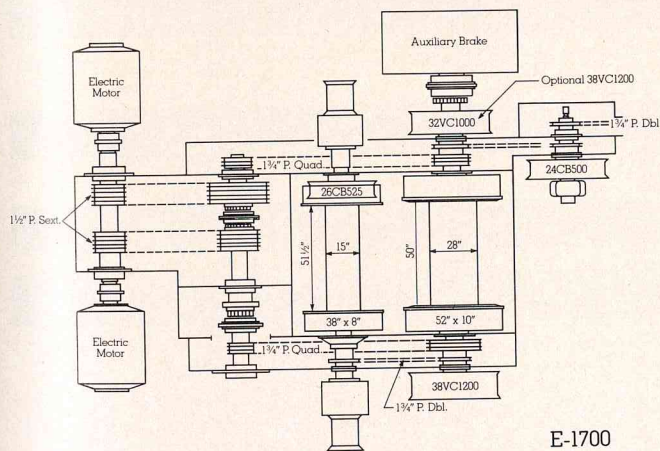 Auxiliary Brake
Electric
Motor
Optional 38VC1200
32VC1000
1¾" P. Dbl.
1¾" P. Quad.
24CB500
26CB525
1½" P. Sext.
51½"
15"
50"
28"
38" x 8"
52" x 10"
Electric
Motor
1¾" P. Quad.
1¾" P. Dbl.
38VC1200
E-1700